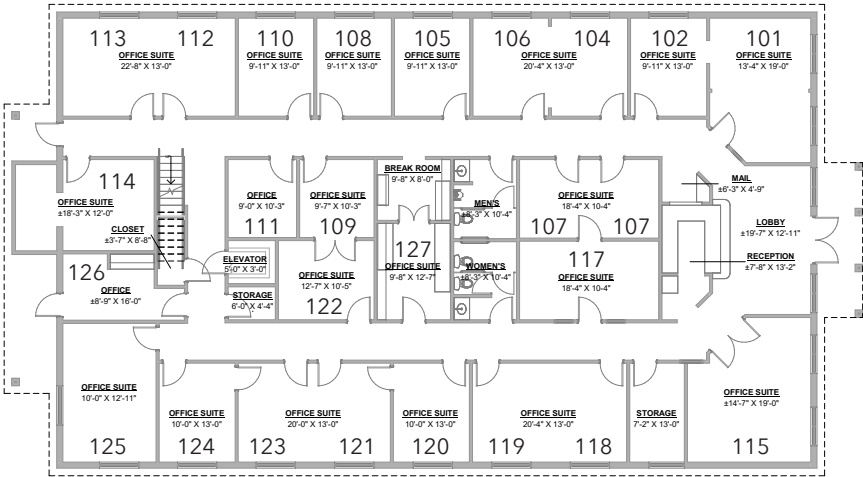 113 112
OFFICE SUITE
22'-8" X 13'-0"
110
OFFICE SUITE
9'-11" X 13'-0"
108
OFFICE SUITE
9'-11" X 13'-0"
105
OFFICE SUITE
9'-11" X 13'-0"
106 104
OFFICE SUITE
20'-4" X 13'-0"
102
OFFICE SUITE
9'-11" X 13'-0"
101
OFFICE SUITE
13'-4" X 19'-0"
114
OFFICE SUITE
±18'-3" X 12'-0"
CLOSET
±3'-7" X 8'-8"
OFFICE
9'-0" X 10'-3"
111
OFFICE SUITE
9'-7" X 10'-3"
109
BREAK ROOM
9'-8" X 8'-0"
MEN'S
±8'-3" X 10'-4"
OFFICE SUITE
18'-4" X 10'-4"
107 107
MAIL
±6'-3" X 4'-9"
LOBBY
±19'-7" X 12'-11"
RECEPTION
±7'-8" X 13'-2"
126
OFFICE
±8'-9" X 16'-0"
ELEVATOR
5'-0" X 3'-0"
STORAGE
6'-0" X 4'-4"
OFFICE SUITE
12'-7" X 10'-5"
122
127
OFFICE SUITE
9'-8" X 12'-7"
WOMEN'S
±8'-3" X 10'-4"
117
OFFICE SUITE
18'-4" X 10'-4"
OFFICE SUITE
10'-0" X 12'-11"
125
OFFICE SUITE
10'-0" X 13'-0"
124
OFFICE SUITE
20'-0" X 13'-0"
123 121
OFFICE SUITE
10'-0" X 13'-0"
120
OFFICE SUITE
20'-4" X 13'-0"
119 118
STORAGE
7'-2" X 13'-0"
OFFICE SUITE
±14'-7" X 19'-0"
115